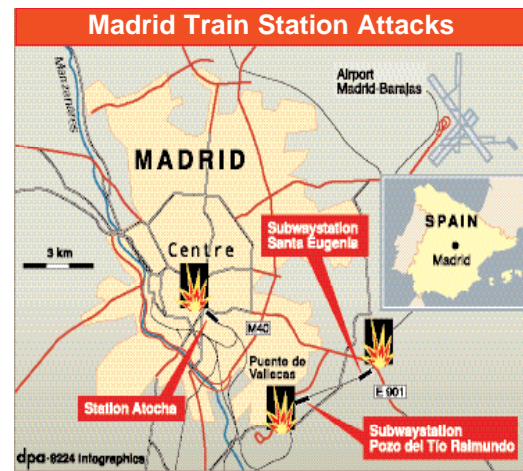 Madrid Train Station Attacks
Manzanares
Airport
Madrid-Barajas
MADRID
SPAIN
Madrid
Subwaystation
Santa Eugenia
3 km
Centre
M40
Puente de
Vallecas
E 901
Station Atocha
Subwaystation
Pozo del Tío Raimundo
dpa-8224 Infographics